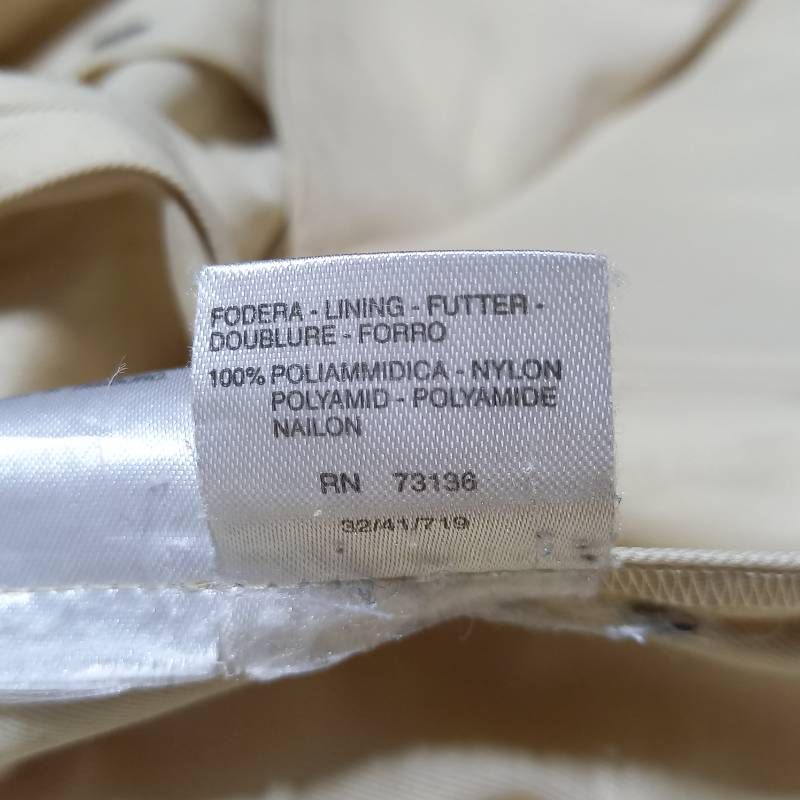 FODERA - LINING - FUTTER -
DOUBLURE - FORRO
100% POLIAMMIDICA - NYLON
POLYAMID - POLYAMIDE
NAILON
RN 73136
32/41/719